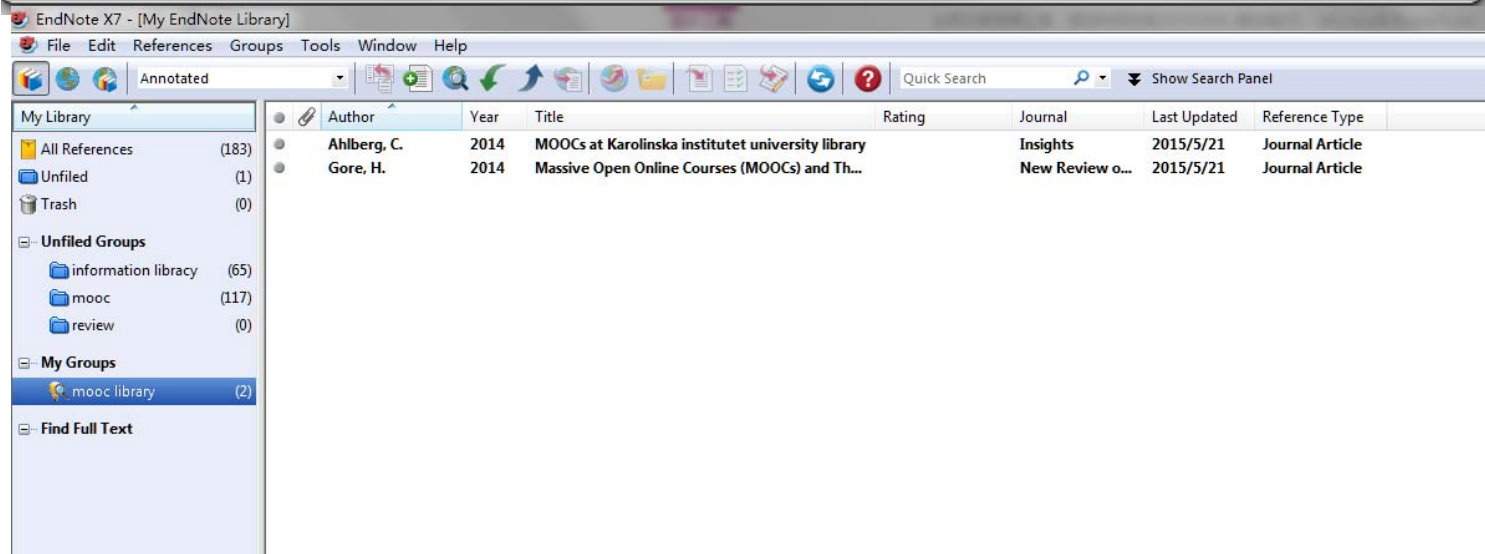 EndNote X7 - [My EndNote Library]
File Edit References Groups Tools Window Help
Annotated Quick Search Show Search Panel
My Library Author Year Title Rating Journal Last Updated Reference Type
All References (183) Ahlberg, C. 2014 MOOCs at Karolinska institutet university library Insights 2015/5/21 Journal Article
Unfiled (1) Gore, H. 2014 Massive Open Online Courses (MOOCs) and Th... New Review o... 2015/5/21 Journal Article
Trash (0)
Unfiled Groups
information libracy (65)
mooc (117)
review (0)
My Groups
mooc library (2)
Find Full Text